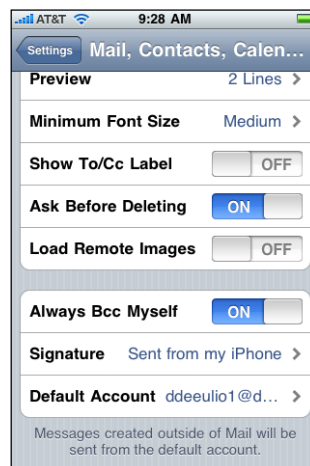 AT&T 9:28 AM
Settings Mail, Contacts, Calen...
Preview 2 Lines
Minimum Font Size Medium
Show To/Cc Label OFF
Ask Before Deleting ON
Load Remote Images OFF
Always Bcc Myself ON
Signature Sent from my iPhone
Default Account ddeeulio1@d...
Messages created outside of Mail will be
sent from the default account.